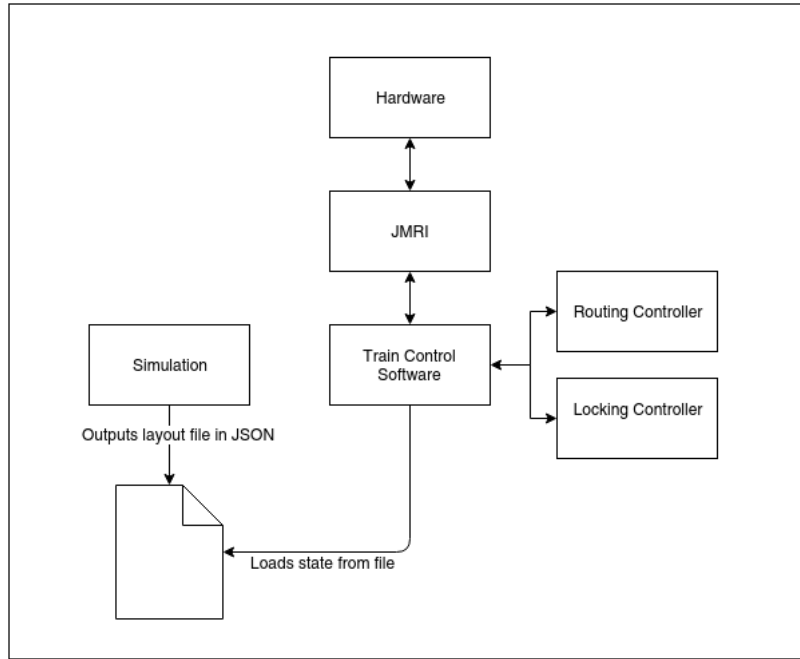 Hardware
JMRI
Routing Controller
Simulation
Train Control
Software
Locking Controller
Outputs layout file in JSON
Loads state from file